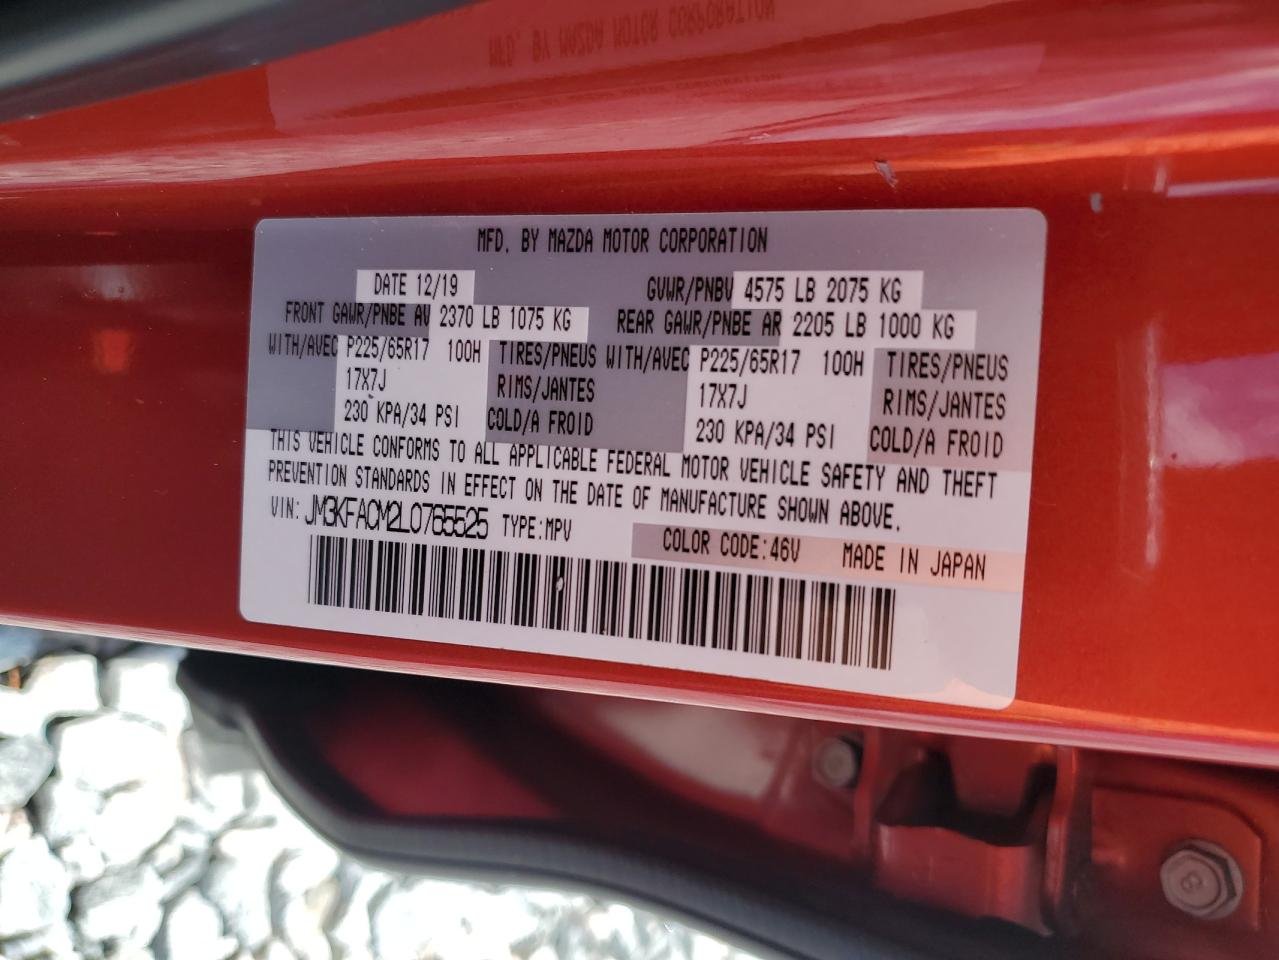 MFD. BY MAZDA MOTOR CORPORATION
DATE 12/19 GVWR/PNBV 4575 LB 2075 KG
FRONT GAWR/PNBE AV 2370 LB 1075 KG REAR GAWR/PNBE AR 2205 LB 1000 KG
WITH/AVEC P225/65R17 100H TIRES/PNEUS WITH/AVEC P225/65R17 100H TIRES/PNEUS
17X7J RIMS/JANTES 17X7J RIMS/JANTES
230 KPA/34 PSI COLD/A FROID 230 KPA/34 PSI COLD/A FROID
THIS VEHICLE CONFORMS TO ALL APPLICABLE FEDERAL MOTOR VEHICLE SAFETY AND THEFT
PREVENTION STANDARDS IN EFFECT ON THE DATE OF MANUFACTURE SHOWN ABOVE.
VIN: JM3KFACM2L0765525 TYPE:MPV COLOR CODE:46V MADE IN JAPAN